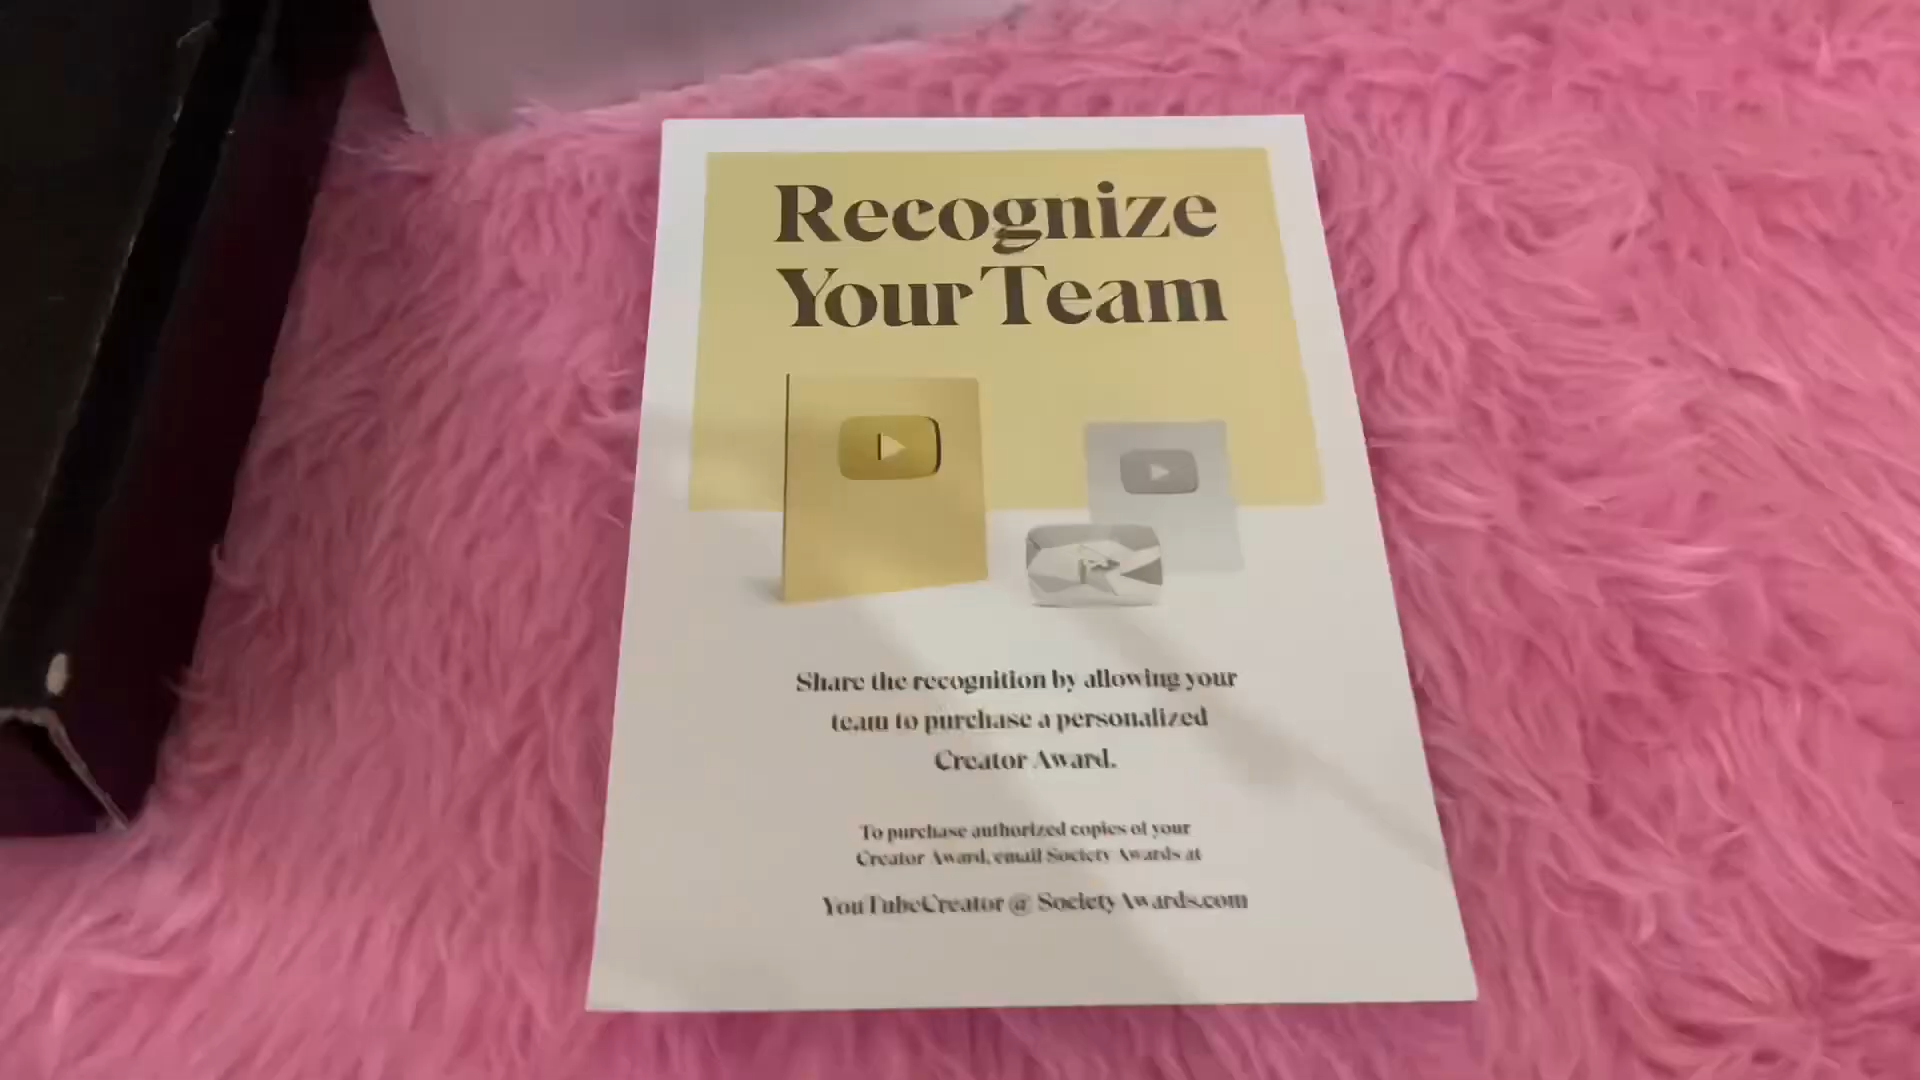 Recognize
Your Team
Share the recognition by allowing your
team to purchase a personalized
Creator Award.
To purchase authorized copies of your
Creator Award, email Society Awards at
YouTubeCreator @ SocietyAwards.com